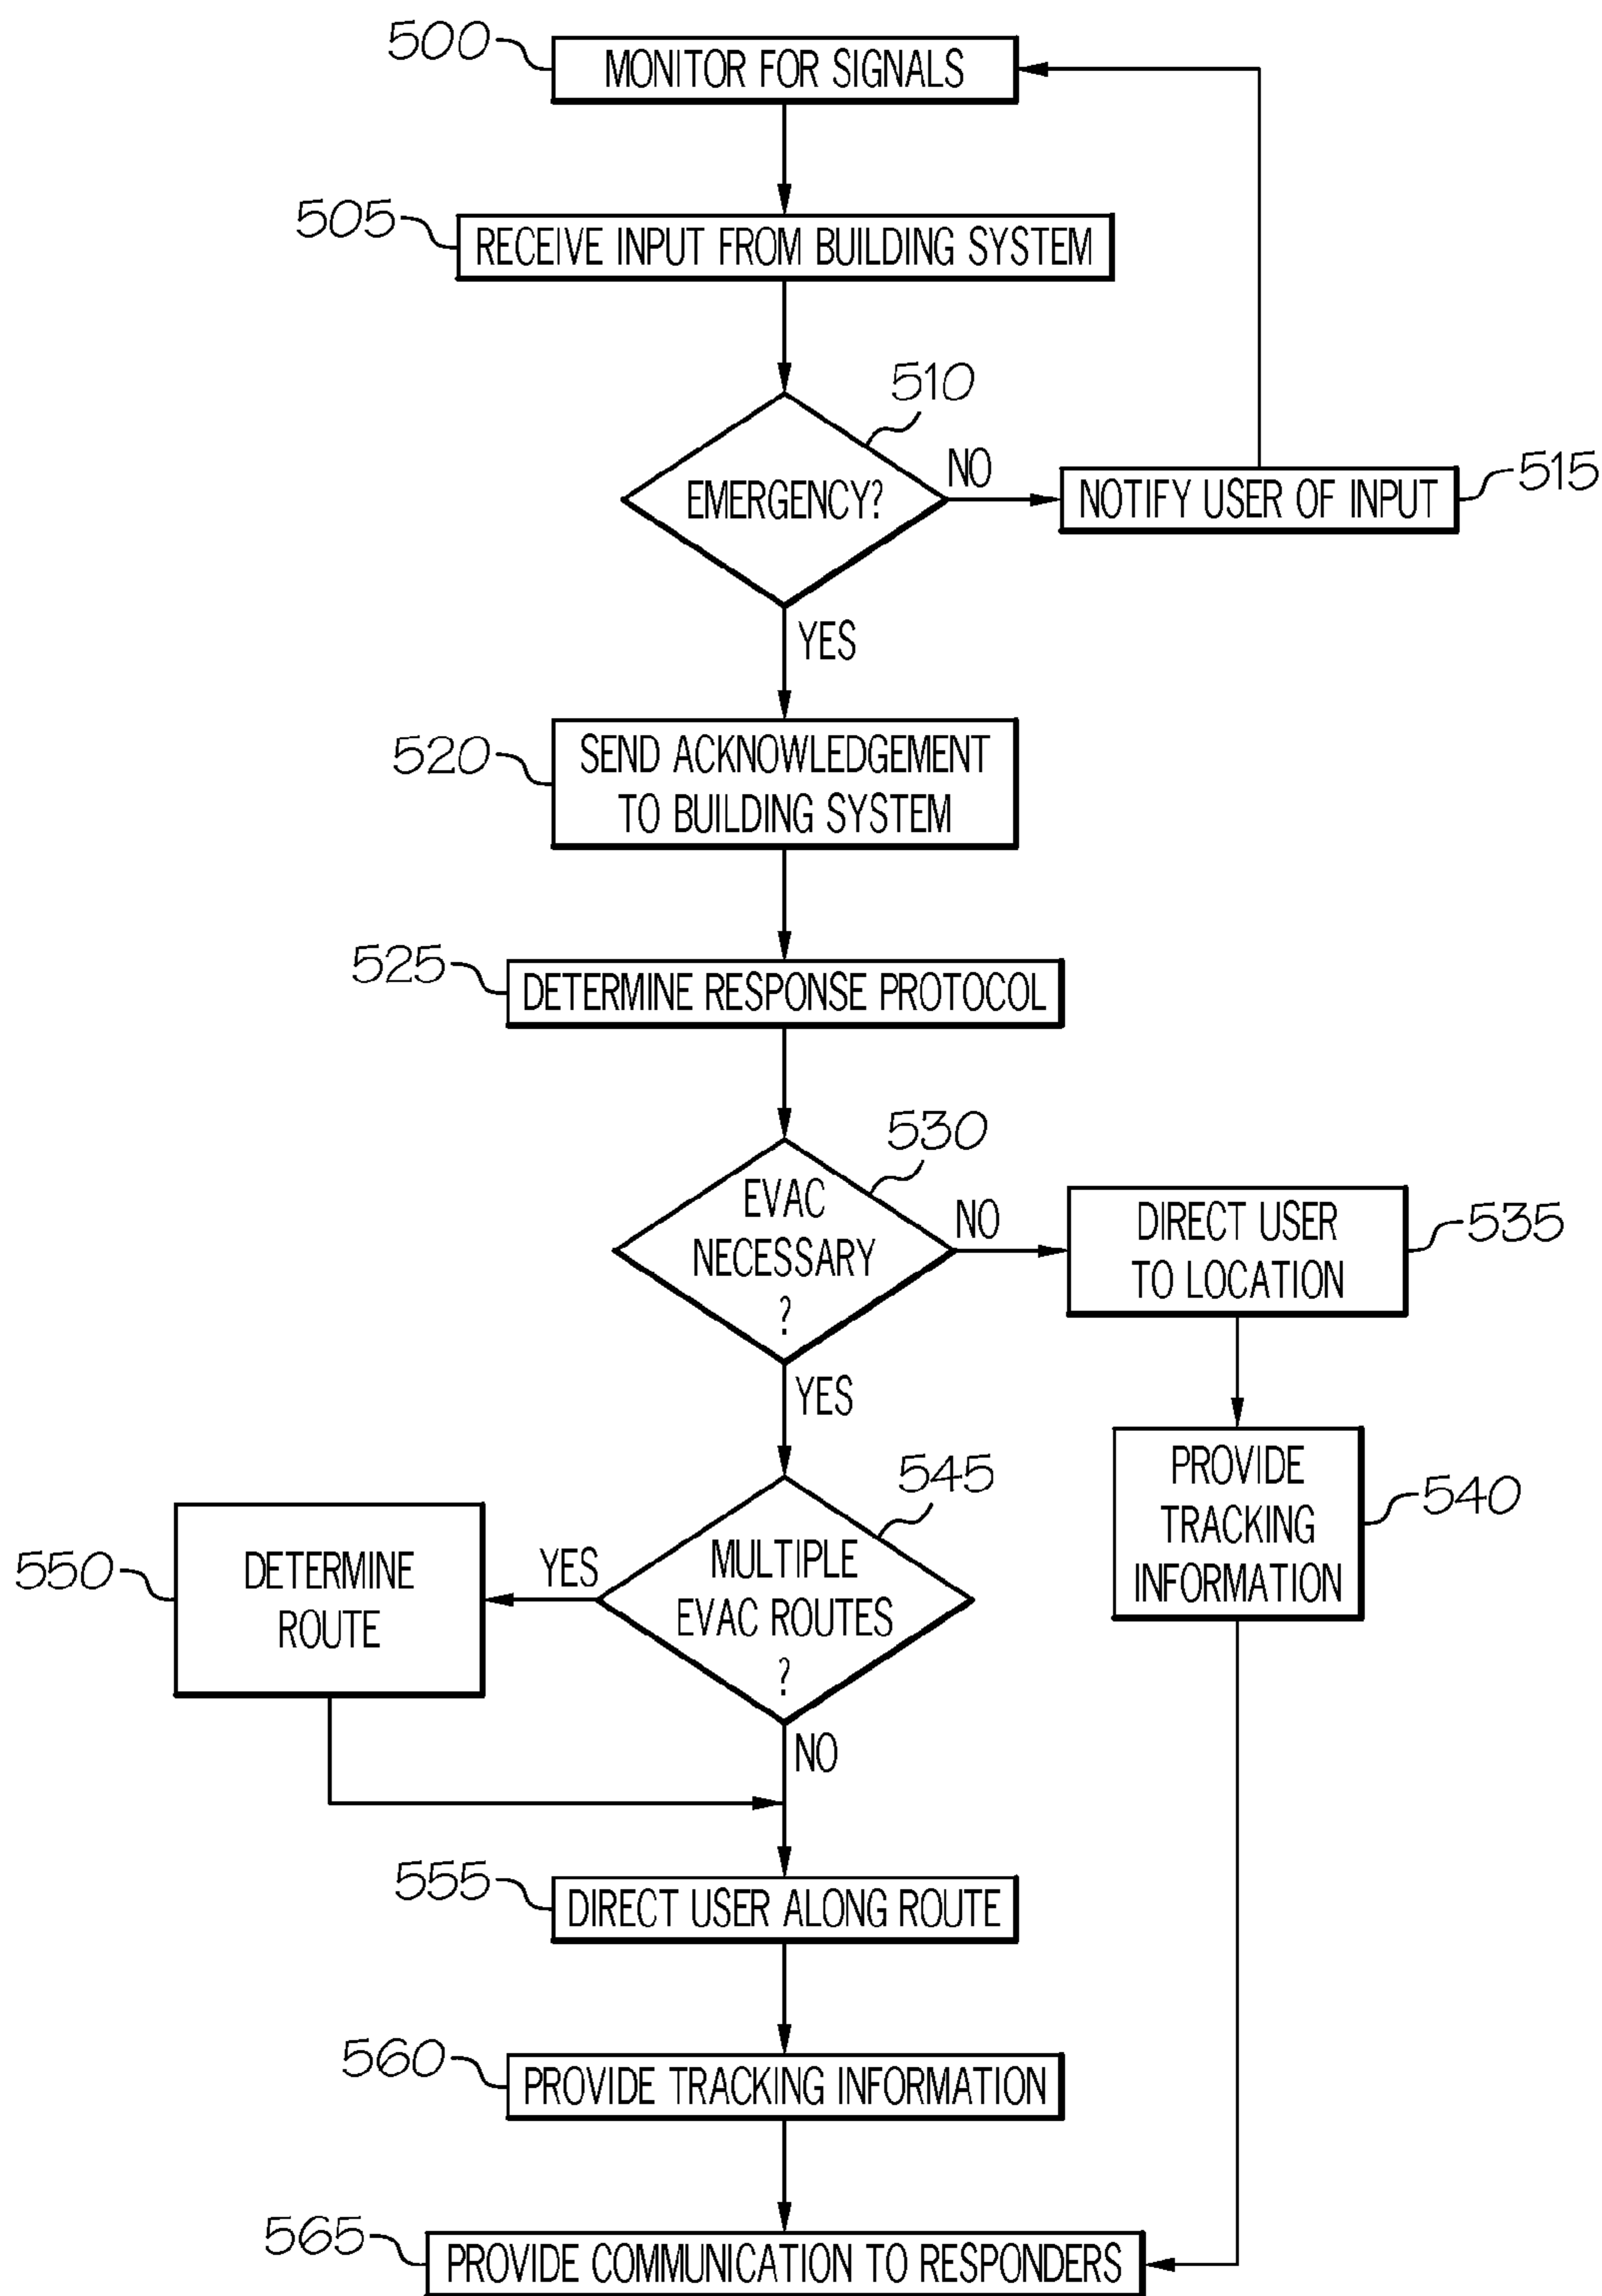 500
MONITOR FOR SIGNALS
505
RECEIVE INPUT FROM BUILDING SYSTEM
510
EMERGENCY?
NO
NOTIFY USER OF INPUT
515
YES
520
SEND ACKNOWLEDGEMENT
TO BUILDING SYSTEM
525
DETERMINE RESPONSE PROTOCOL
530
EVAC
NECESSARY
?
NO
DIRECT USER
TO LOCATION
535
YES
PROVIDE
TRACKING
INFORMATION
540
545
MULTIPLE
EVAC ROUTES
?
YES
550
DETERMINE
ROUTE
NO
555
DIRECT USER ALONG ROUTE
560
PROVIDE TRACKING INFORMATION
565
PROVIDE COMMUNICATION TO RESPONDERS